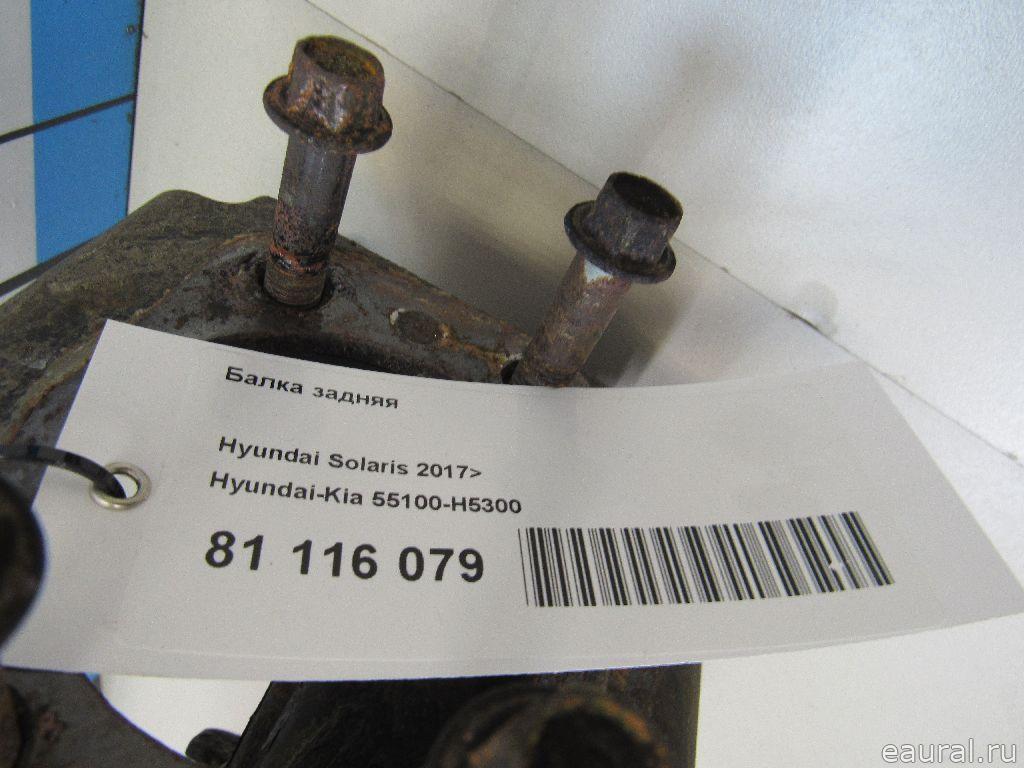 Балка задняя
Hyundai Solaris 2017>
Hyundai-Kia 55100-H5300
81 116 079
eaural.ru